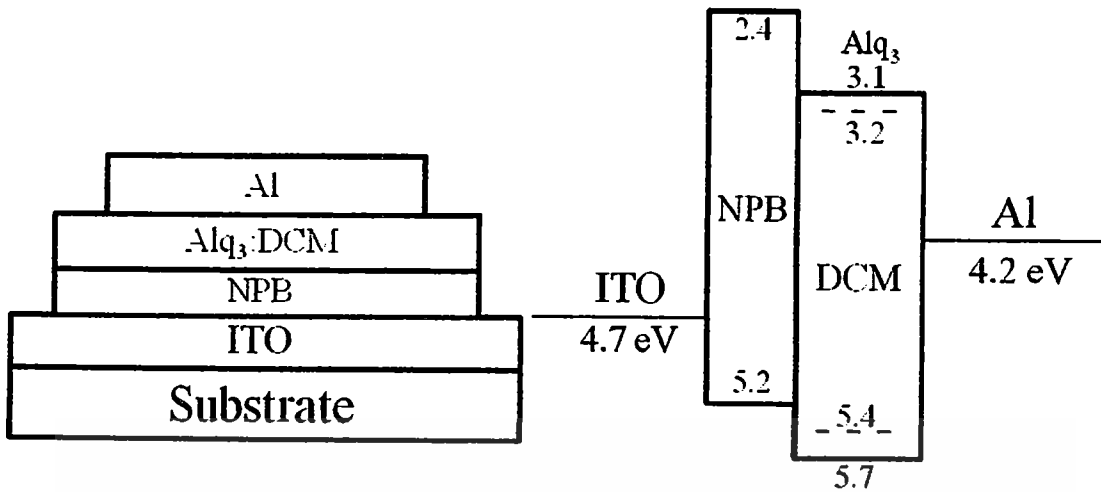 Al
Alq₃:DCM
NPB
ITO
Substrate
ITO
4.7 eV
2.4
NPB
5.2
Alq₃
3.1
3.2
DCM
5.4
5.7
Al
4.2 eV